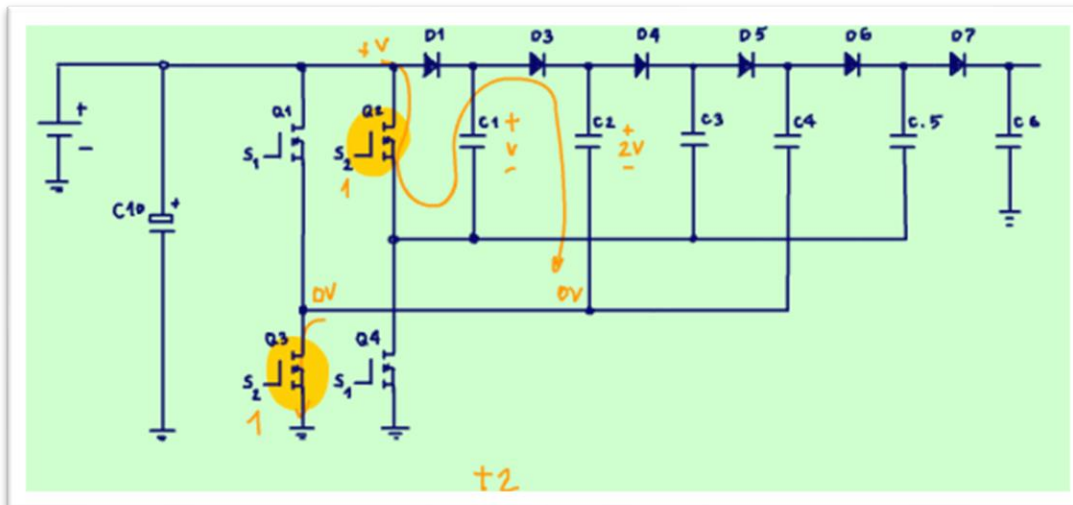 D1 D3 D4 D5 D6 D7
+V
+
-
Q1 Q2
C1 + C2 + C3 C4 C.5 C6
S1 S2 V 2V
1 - -
C10 +
0V 0V
Q3 Q4
S2 S1
1
t2